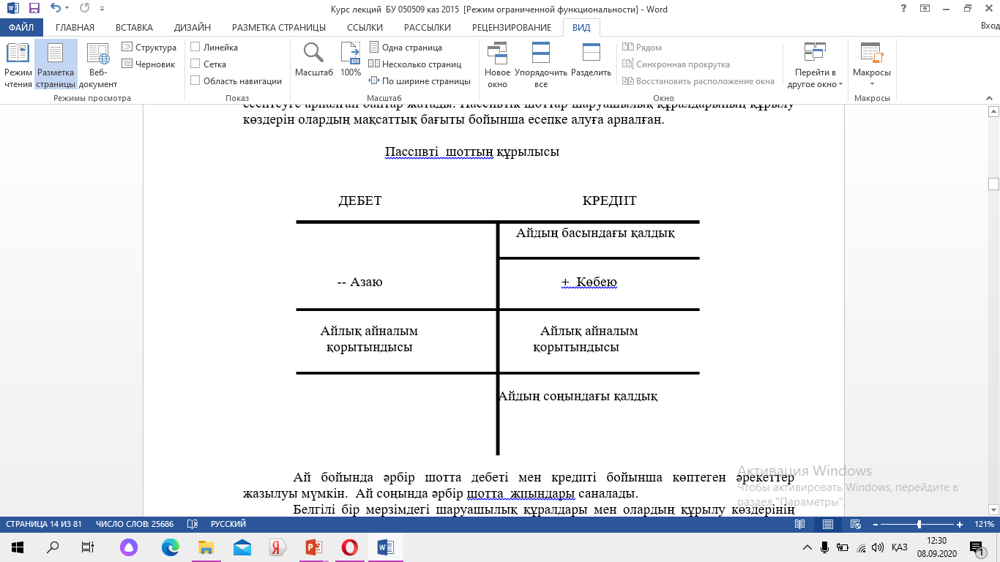 Курс лекций БУ 050509 каз 2015 [Режим ограниченной функциональности] - Word
ФАЙЛ ГЛАВНАЯ ВСТАВКА ДИЗАЙН РАЗМЕТКА СТРАНИЦЫ ССЫЛКИ РАССЫЛКИ РЕЦЕНЗИРОВАНИЕ ВИД Вход
Режим чтения
Разметка страницы
Веб-документ
Структура
Черновик
Режимы просмотра
Линейка
Сетка
Область навигации
Показ
Масштаб
100%
Одна страница
Несколько страниц
По ширине страницы
Масштаб
Новое окно
Упорядочить все
Разделить
Рядом
Синхронная прокрутка
Восстановить расположение окна
Окно
Перейти в другое окно
Макросы
Макросы
есептеуге арналған баптар жатады. Пассивтік шоттар шаруашылық құралдарының құрылу
көздерін олардың мақсаттық бағыты бойынша есепке алуға арналған.
Пассивті шоттың құрылысы
ДЕБЕТ КРЕДИТ
Айдың басындағы қалдық
-- Азаю + Көбею
Айлық айналым Айлық айналым
қорытындысы қорытындысы
Айдың соңындағы қалдық
Ай бойында әрбір шотта дебеті мен кредиті бойынша көптеген әрекеттер
жазылуы мүмкін. Ай соңында әрбір шотта жиындары саналады.
Белгілі бір мерзімдегі шаруашылық құралдары мен олардың құрылу көздерінің
Активация Windows
Чтобы активировать Windows, перейдите в
раздел "Параметры".
СТРАНИЦА 14 ИЗ 81 ЧИСЛО СЛОВ: 25686 РУССКИЙ 121%
ҚАЗ
12:30
08.09.2020
1